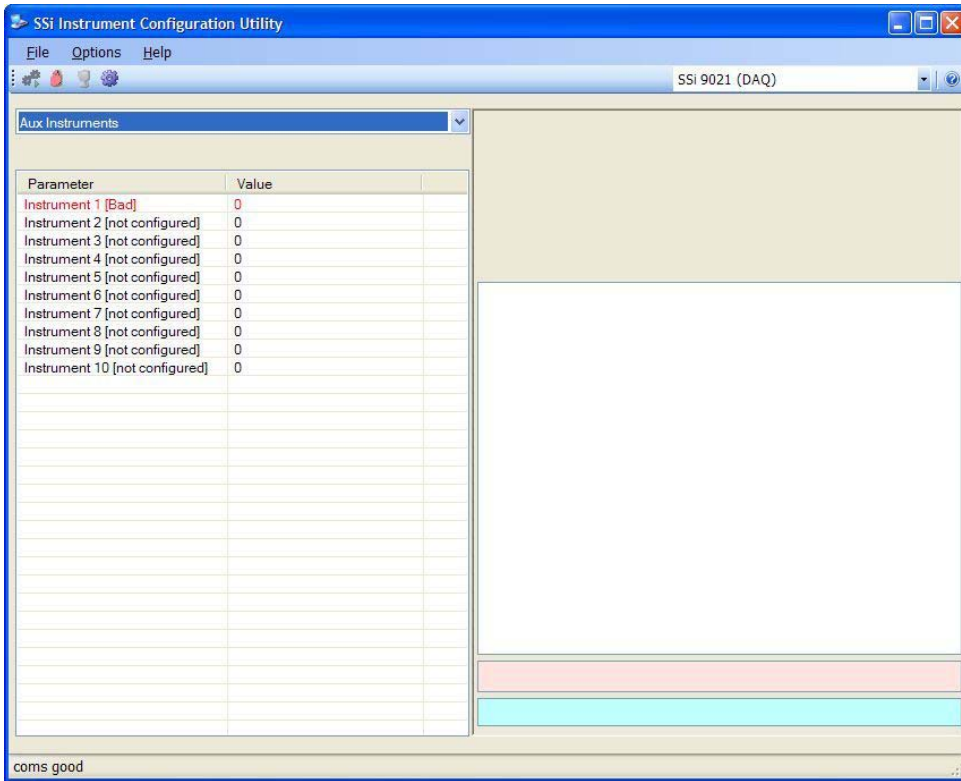 SSi Instrument Configuration Utility
File Options Help
SSi 9021 (DAQ)
Aux Instruments
Parameter Value
Instrument 1 [Bad] 0
Instrument 2 [not configured] 0
Instrument 3 [not configured] 0
Instrument 4 [not configured] 0
Instrument 5 [not configured] 0
Instrument 6 [not configured] 0
Instrument 7 [not configured] 0
Instrument 8 [not configured] 0
Instrument 9 [not configured] 0
Instrument 10 [not configured] 0
coms good